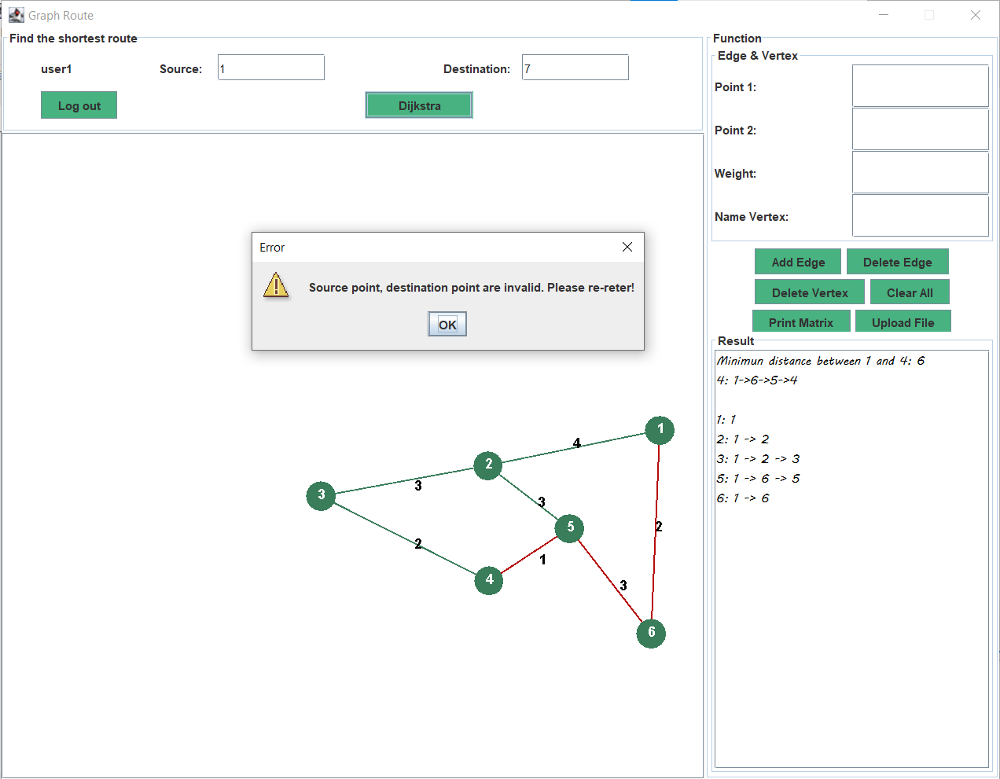 Graph Route
Find the shortest route
user1
Source:
1
Destination:
7
Log out
Dijkstra
Function
Edge & Vertex
Point 1:
Point 2:
Weight:
Name Vertex:
Add Edge
Delete Edge
Delete Vertex
Clear All
Print Matrix
Upload File
Error
Source point, destination point are invalid. Please re-reter!
OK
Result
Minimun distance between 1 and 4: 6
4: 1->6->5->4
1: 1
2: 1 -> 2
3: 1 -> 2 -> 3
5: 1 -> 6 -> 5
6: 1 -> 6
1
4
2
3
3
3
5
2
2
1
4
3
6